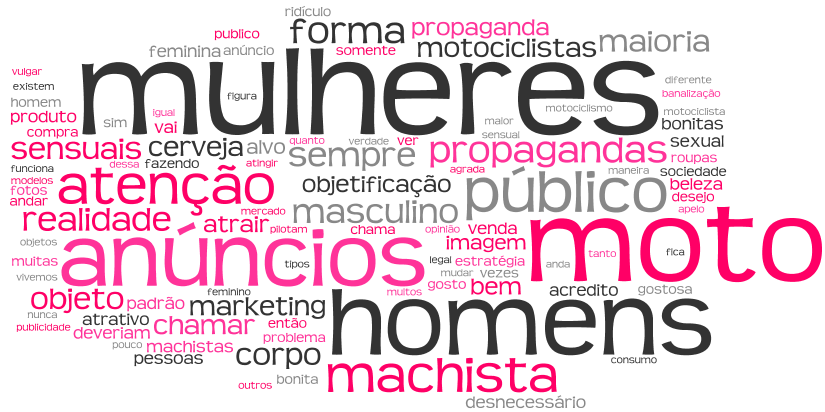 ridículo
forma propaganda
publico
feminina anúncio somente motociclistas maioria
vulgar
mulheres
existem
figura
diferente
banalização
homem
igual
motociclismo
motociclista
produto
sim
vai
maior
bonitas
compra
quanto
verdade
ver
sensual
sexual
sensuais cerveja alvo sempre propagandas roupas
funciona
dessa
fazendo
atingir
agrada
maneira
sociedade
modelos
fotos
atenção
objetificação
público
beleza
desejo
andar
realidade
mercado
atrair
masculino
apelo
pilotam
chama
opinião
venda
moto
objetos
anúncios
imagem
muitas
tipos
legal
estratégia
anda
tanto
fica
vivemos
mudar
vezes
feminino
muitos
gosto
bem
acredito
gostosa
objeto padrão marketing
nunca
atrativo chamar então homens
publicidade
deveriam
problema
pouco
machistas
pessoas
corpo
consumo
outros
bonita
machista
desnecessário